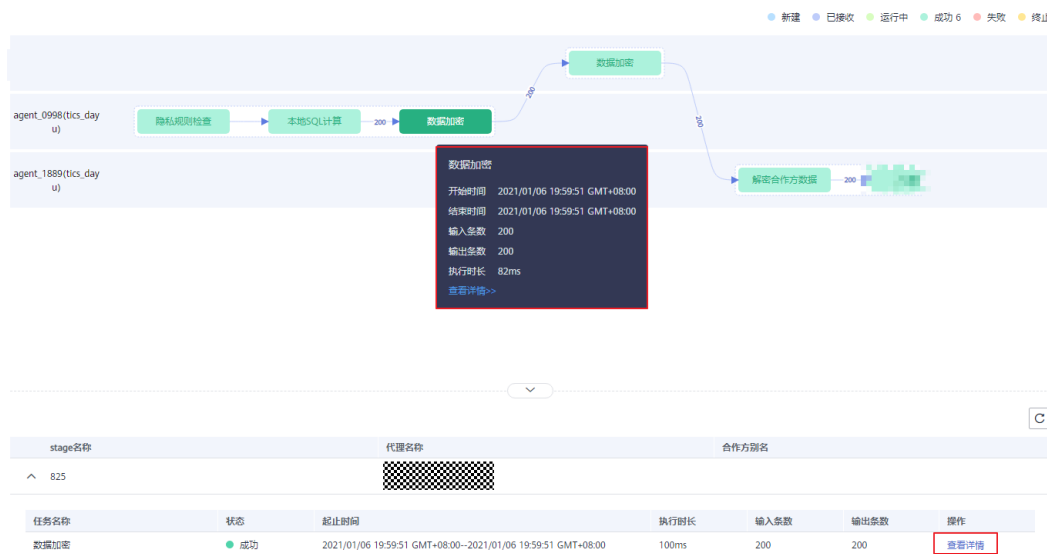 新建 已接收 运行中 成功 6 失败 终止
数据加密
200
agent_0998(tics_day
u)
隐私规则检查 本地SQL计算 200 数据加密
200
agent_1889(tics_day
u)
解密合作方数据 200
数据加密
开始时间 2021/01/06 19:59:51 GMT+08:00
结束时间 2021/01/06 19:59:51 GMT+08:00
输入条数 200
输出条数 200
执行时长 82ms
查看详情>>
stage名称 代理名称 合作方别名
825
任务名称 状态 起止时间 执行时长 输入条数 输出条数 操作
数据加密 成功 2021/01/06 19:59:51 GMT+08:00--2021/01/06 19:59:51 GMT+08:00 100ms 200 200 查看详情